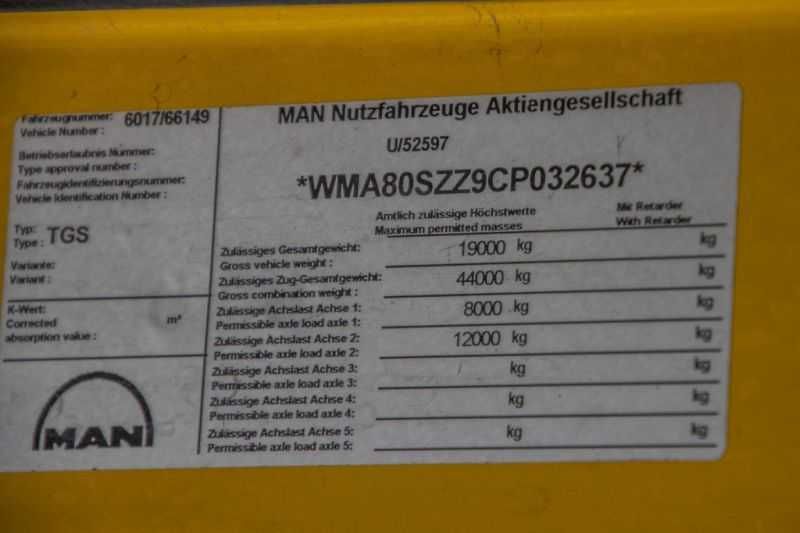 MAN Nutzfahrzeuge Aktiengesellschaft
Fahrzeugnummer: 6017/66149
Vehicle Number :
U/52597
Betriebserlaubnis Nummer:
Type approval number :
Fahrzeugidentifizierungsnummer:
Vehicle Identification Number :
*WMA80SZZ9CP032637*
Typ:
Type : TGS
Variante:
Variant :
K-Wert:
Corrected m²
absorption value :
MAN
Amtlich zulässige Höchstwerte Mit Retarder
Maximum permitted masses With Retarder
Zulässiges Gesamtgewicht: 19000 kg kg
Gross vehicle weight :
Zulässiges Zug-Gesamtgewicht: 44000 kg kg
Gross combination weight :
Zulässige Achslast Achse 1: 8000 kg kg
Permissible axle load axle 1:
Zulässige Achslast Achse 2: 12000 kg kg
Permissible axle load axle 2:
Zulässige Achslast Achse 3: kg kg
Permissible axle load axle 3:
Zulässige Achslast Achse 4: kg kg
Permissible axle load axle 4:
Zulässige Achslast Achse 5: kg kg
Permissible axle load axle 5: